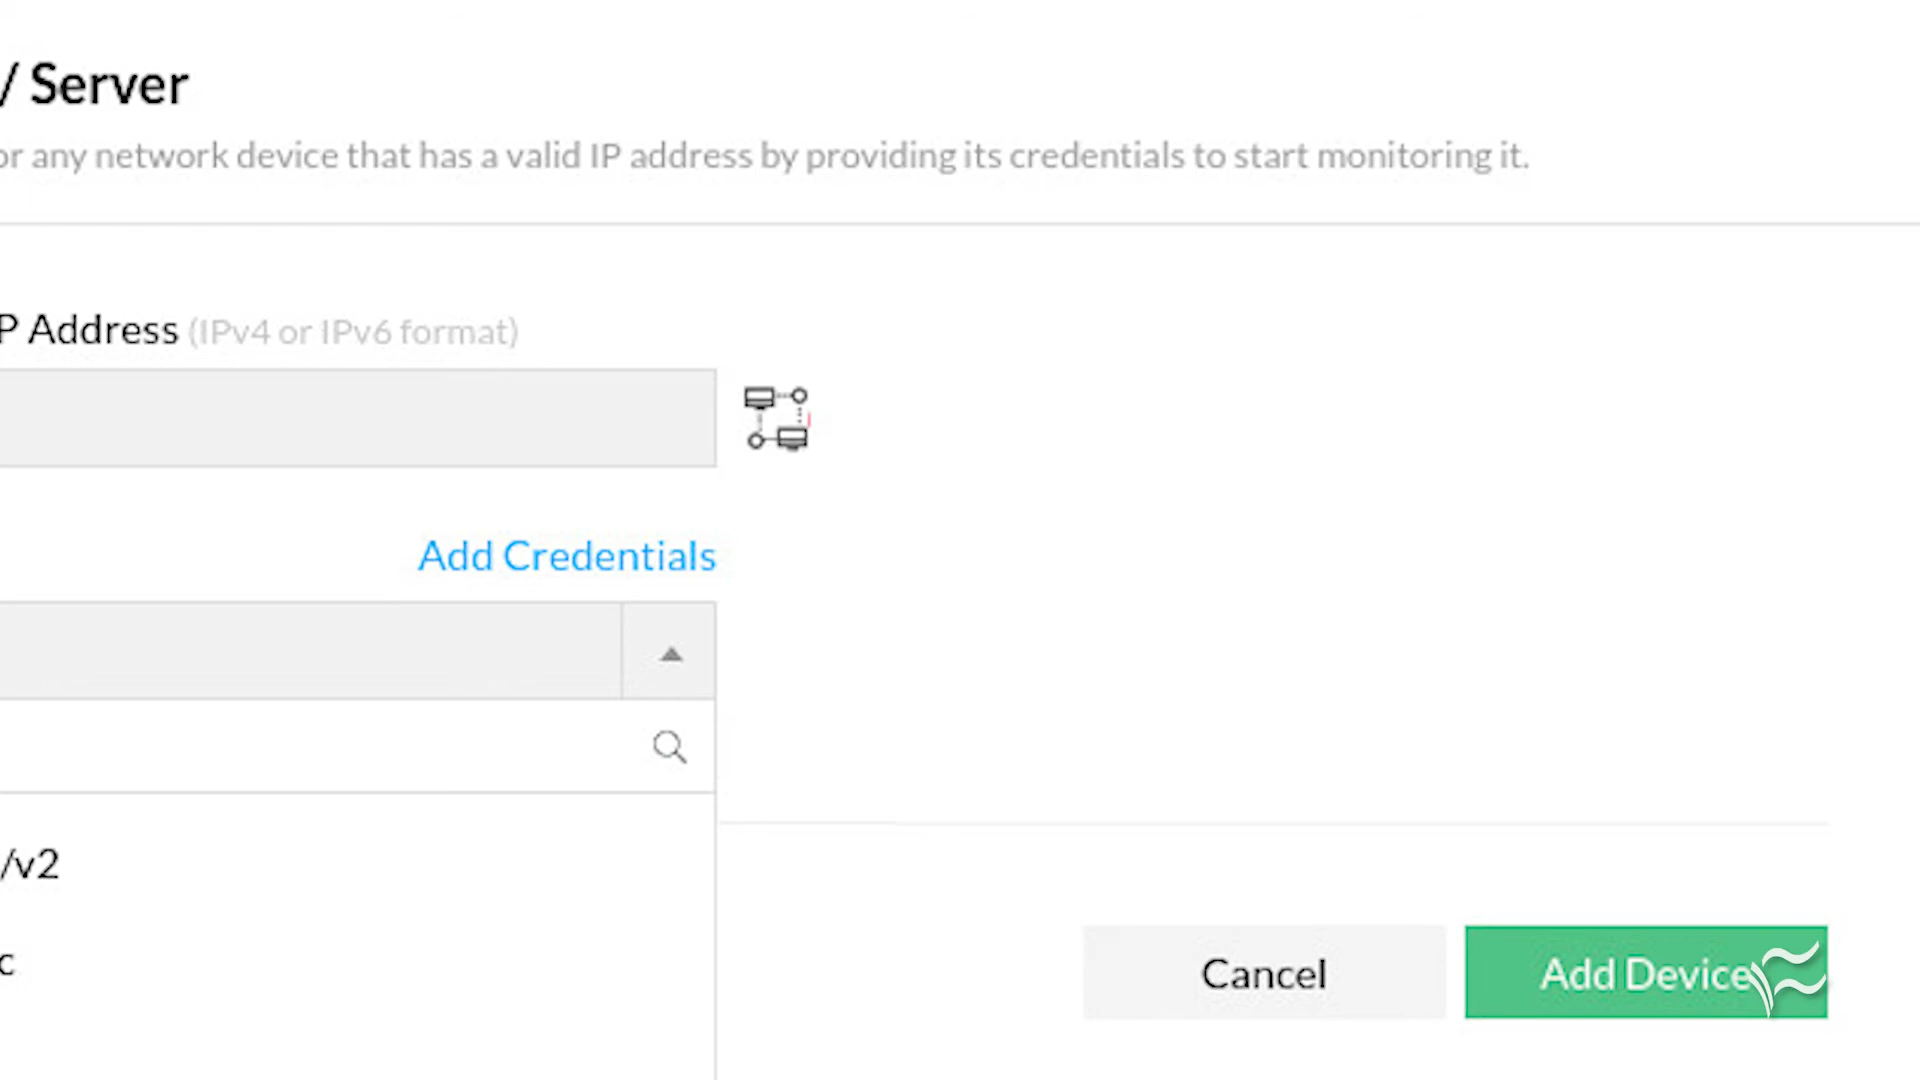 / Server
or any network device that has a valid IP address by providing its credentials to start monitoring it.
P Address (IPv4 or IPv6 format)
Add Credentials
/v2
c
Cancel
Add Device